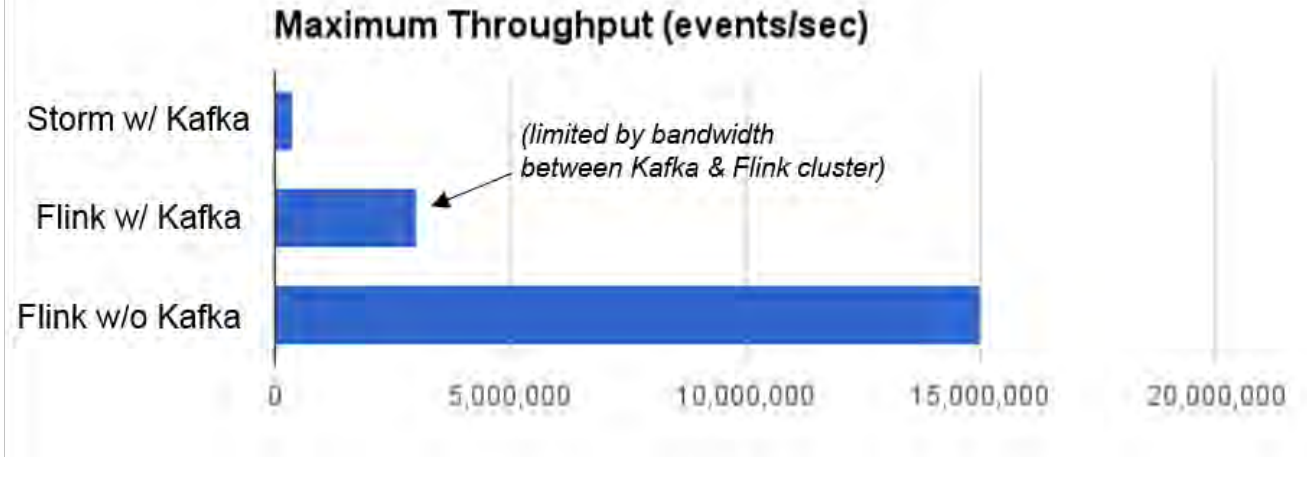 Maximum Throughput (events/sec)
Storm w/ Kafka
(limited by bandwidth
between Kafka & Flink cluster)
Flink w/ Kafka
Flink w/o Kafka
0
5,000,000
10,000,000
15,000,000
20,000,000